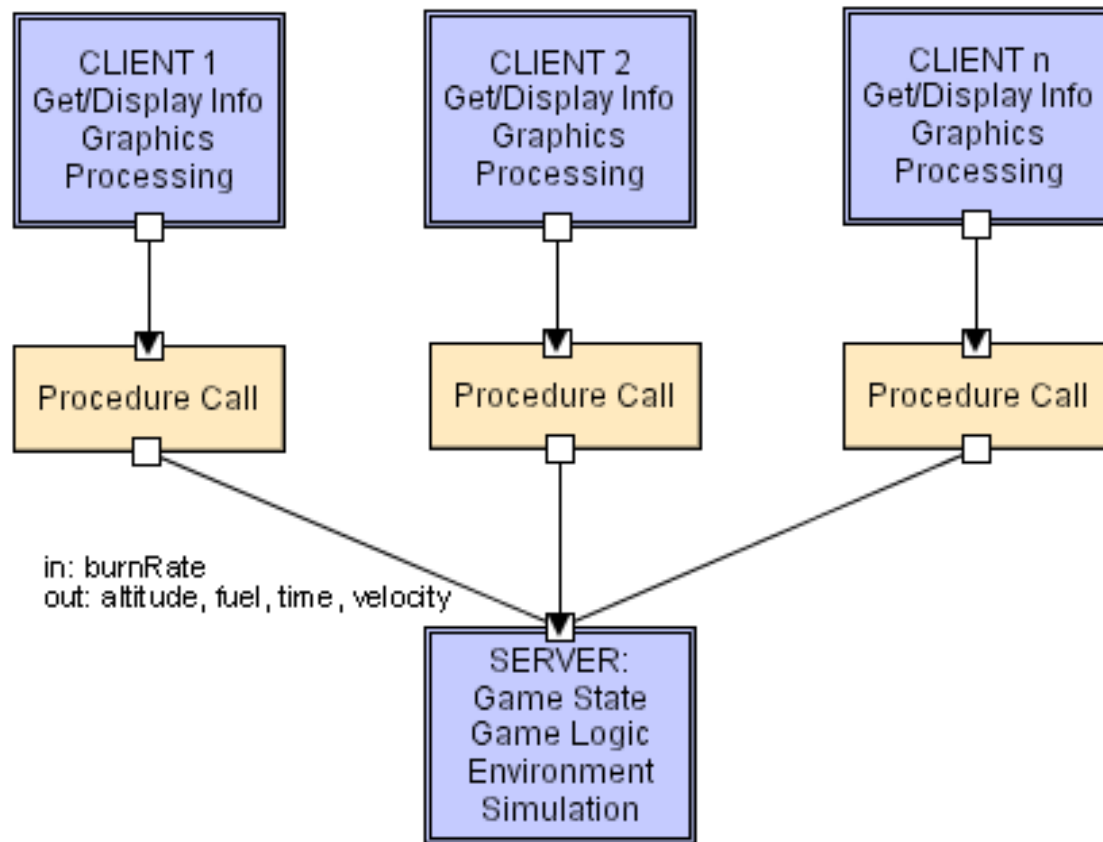 CLIENT 1
Get/Display Info
Graphics
Processing
CLIENT 2
Get/Display Info
Graphics
Processing
CLIENT n
Get/Display Info
Graphics
Processing
Procedure Call
Procedure Call
Procedure Call
in: burnRate
out: altitude, fuel, time, velocity
SERVER:
Game State
Game Logic
Environment
Simulation